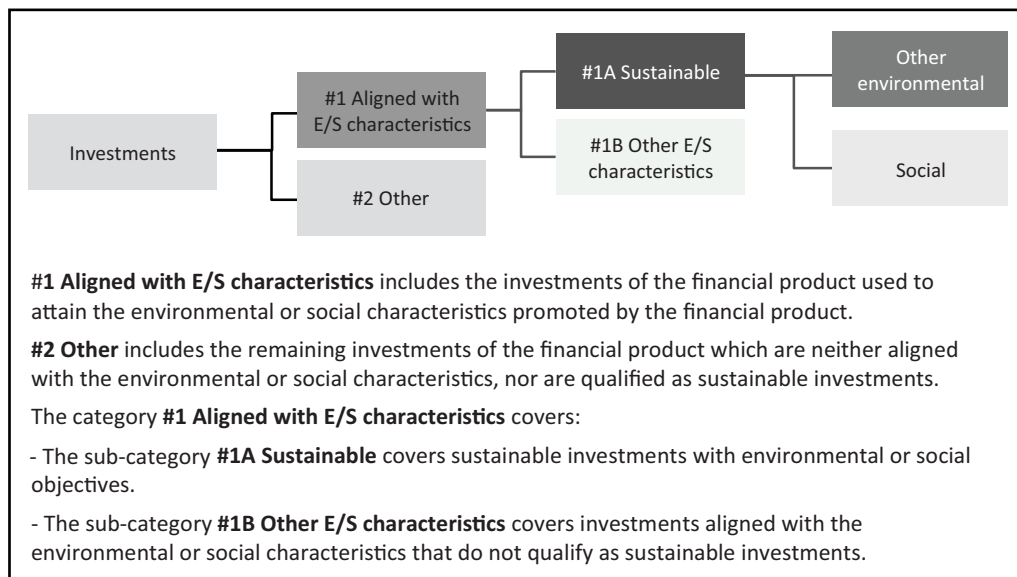 Investments
#1 Aligned with
E/S characteristics
#2 Other
#1A Sustainable
#1B Other E/S
characteristics
Other
environmental
Social
#1 Aligned with E/S characteristics includes the investments of the financial product used to
attain the environmental or social characteristics promoted by the financial product.
#2 Other includes the remaining investments of the financial product which are neither aligned
with the environmental or social characteristics, nor are qualified as sustainable investments.
The category #1 Aligned with E/S characteristics covers:
- The sub-category #1A Sustainable covers sustainable investments with environmental or social
objectives.
- The sub-category #1B Other E/S characteristics covers investments aligned with the
environmental or social characteristics that do not qualify as sustainable investments.